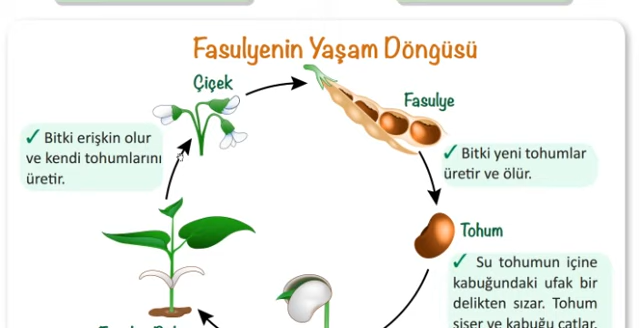 Fasulyenin Yaşam Döngüsü
Çiçek
Fasulye
✓ Bitki erişkin olur
ve kendi tohumlarını
üretir.
✓ Bitki yeni tohumlar
üretir ve ölür.
Tohum
✓ Su tohumun içine
kabuğundaki ufak bir
delikten sızar. Tohum
şişer ve kabuğu çatlar.